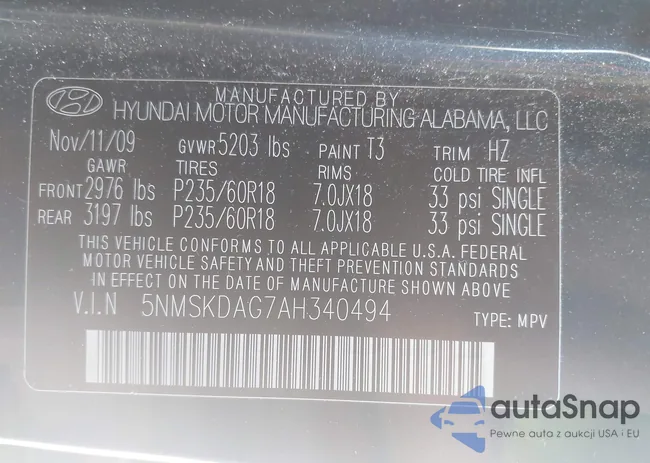 MANUFACTURED BY
HYUNDAI MOTOR MANUFACTURING ALABAMA, LLC
Nov/11/09 GVWR 5203 lbs PAINT T3 TRIM HZ
GAWR TIRES RIMS COLD TIRE INFL
FRONT 2976 lbs P235/60R18 7.0JX18 33 psi SINGLE
REAR 3197 lbs P235/60R18 7.0JX18 33 psi SINGLE
THIS VEHICLE CONFORMS TO ALL APPLICABLE U.S.A. FEDERAL
MOTOR VEHICLE SAFETY AND THEFT PREVENTION STANDARDS
IN EFFECT ON THE DATE OF MANUFACTURE SHOWN ABOVE.
V.I.N 5NMSKDAG7AH340494 TYPE: MPV
autaSnap
Pewne auta z aukcji USA i EU